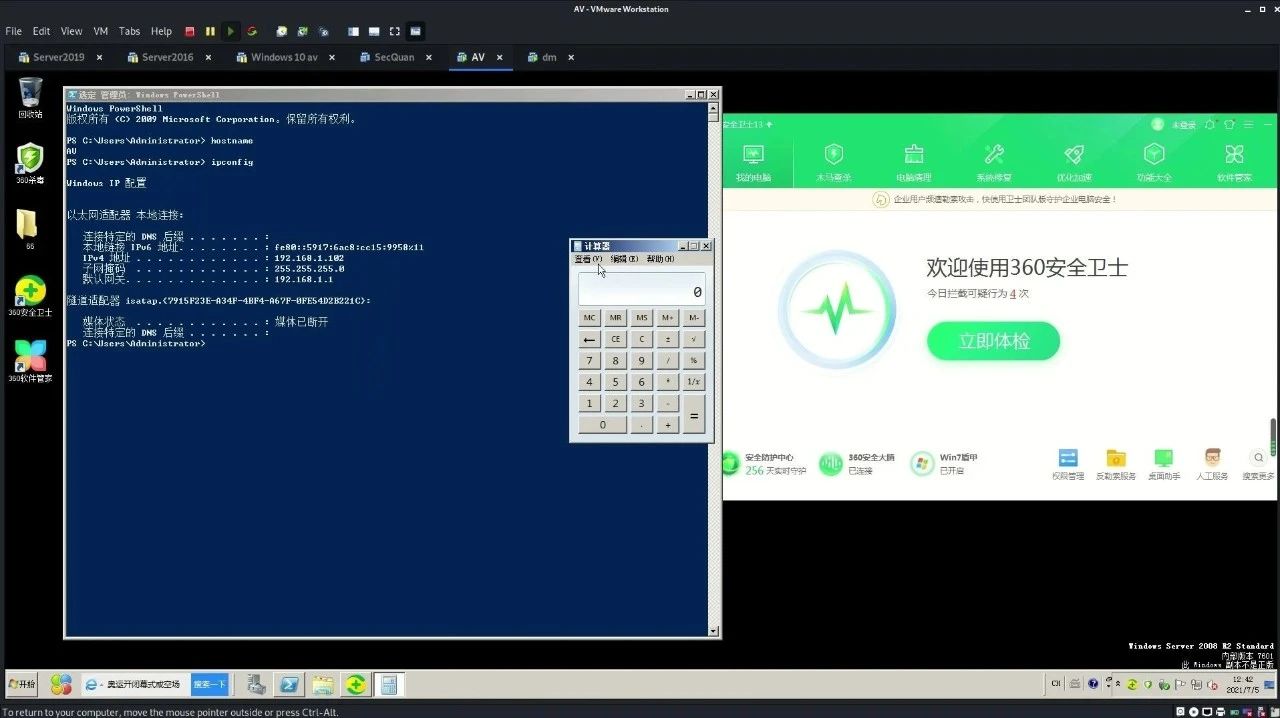 AV - VMware Workstation
File Edit View VM Tabs Help
Server2019 × Server2016 × Windows 10 av × SecQuan × AV × dm ×
回收站
360杀毒
66
360安全卫士
360软件管家
选定 管理员: Windows PowerShell
Windows PowerShell
版权所有 (C) 2009 Microsoft Corporation。保留所有权利。
PS C:\Users\Administrator> hostname
AV
PS C:\Users\Administrator> ipconfig
Windows IP 配置
以太网适配器 本地连接:
连接特定的 DNS 后缀 . . . . . . . :
本地链接 IPv6 地址. . . . . . . . : fe80::5917:6ac8:cc15:9950%11
IPv4 地址 . . . . . . . . . . . . : 192.168.1.102
子网掩码 . . . . . . . . . . . . : 255.255.255.0
默认网关. . . . . . . . . . . . . : 192.168.1.1
隧道适配器 isatap.{7915F23E-A34F-4BF4-A67F-0FE54D2B221C}:
媒体状态 . . . . . . . . . . . . : 媒体已断开
连接特定的 DNS 后缀 . . . . . . . :
PS C:\Users\Administrator>
计算器
查看(V) 编辑(E) 帮助(H)
0
MC MR MS M+ M-
← CE C ± √
7 8 9 / %
4 5 6 * 1/x
1 2 3 - =
0 . +
安全卫士13
未登录
我的电脑 木马查杀 电脑清理 系统修复 优化加速 功能大全 软件管家
企业用户频遭勒索攻击，快使用卫士团队版守护企业电脑安全！
欢迎使用360安全卫士
今日拦截可疑行为 4 次
立即体检
安全防护中心
256 天实时守护
360安全大脑
已连接
Win7盾甲
已开启
权限管理 反勒索服务 桌面助手 人工服务 搜索更多
Windows Server 2008 R2 Standard
内部版本 7601
此 Windows 副本不是正版
开始
奥运开闭幕式或空场
搜索一下
CH
12:42
2021/7/5
To return to your computer, move the mouse pointer outside or press Ctrl-Alt.